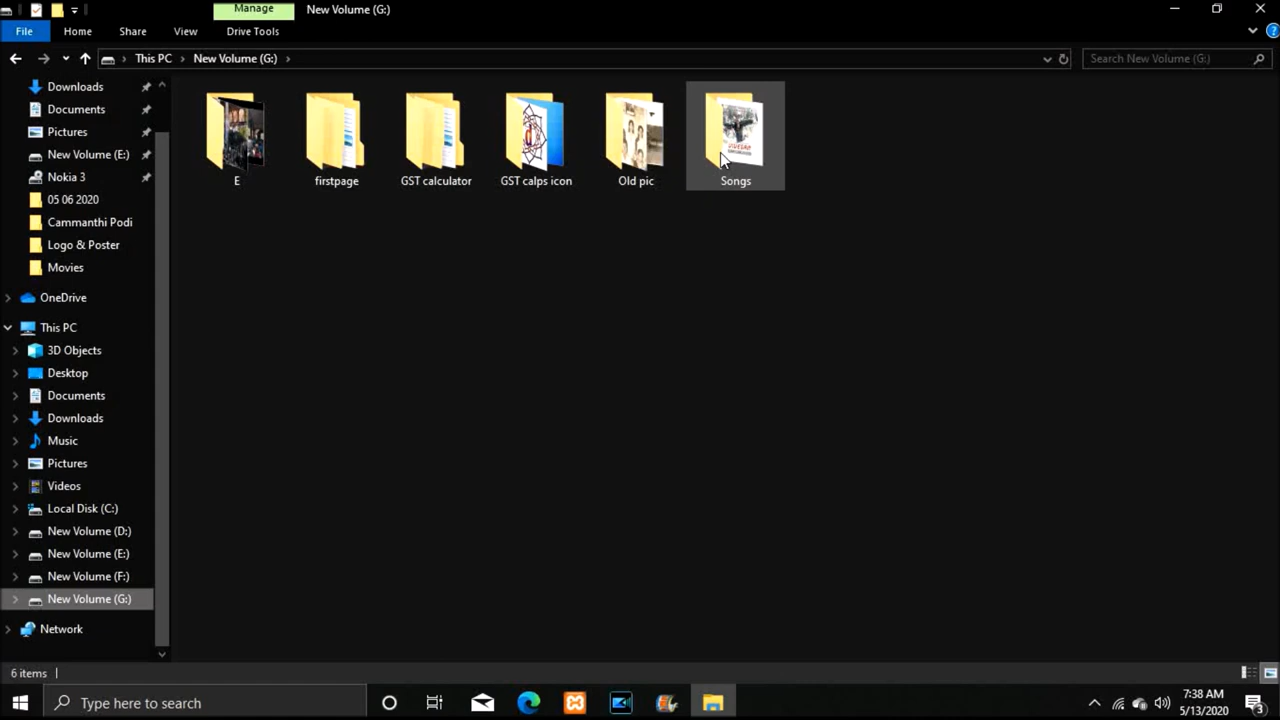 Manage
New Volume (G:)
File
Home
Share
View
Drive Tools
This PC
New Volume (G:)
Search New Volume (G:)
Downloads
Documents
Pictures
New Volume (E:)
Nokia 3
05 06 2020
Cammanthi Podi
Logo & Poster
Movies
OneDrive
This PC
3D Objects
Desktop
Documents
Downloads
Music
Pictures
Videos
Local Disk (C:)
New Volume (D:)
New Volume (E:)
New Volume (F:)
New Volume (G:)
Network
E
firstpage
GST calculator
GST calps icon
Old pic
Songs
6 items
Type here to search
7:38 AM
5/13/2020
3